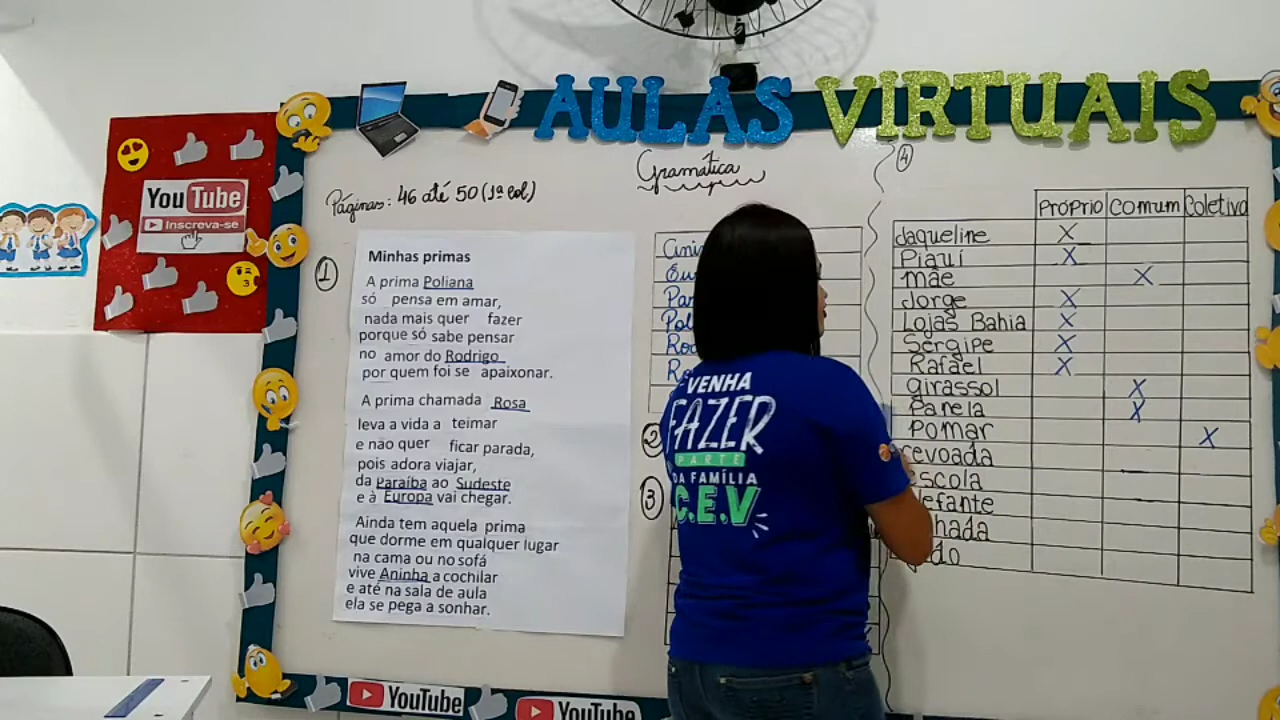 AULAS VIRTUAIS
YouTube
Inscreva-se
Gramática
Páginas: 46 até 50 (1ª col)
1
Minhas primas
A prima Poliana
só pensa em amar,
nada mais quer fazer
porque só sabe pensar
no amor do Rodrigo
por quem foi se apaixonar.
A prima chamada Rosa
leva a vida a teimar
e não quer ficar parada,
pois adora viajar,
da Paraíba ao Sudeste
e à Europa vai chegar.
Ainda tem aquela prima
que dorme em qualquer lugar
na cama ou no sofá
vive Aninha a cochilar
e até na sala de aula
ela se pega a sonhar.
2
3
VENHA
FAZER
PARTE
DA FAMÍLIA
C.E.V
4
Próprio Comum Coletivo
Jaqueline X
Piauí X
Mãe X
Jorge X
Lojas Bahia X
Sergipe X
Rafael X
Girassol X
Panela X
Pomar X
revoada
escola
YouTube
YouTube